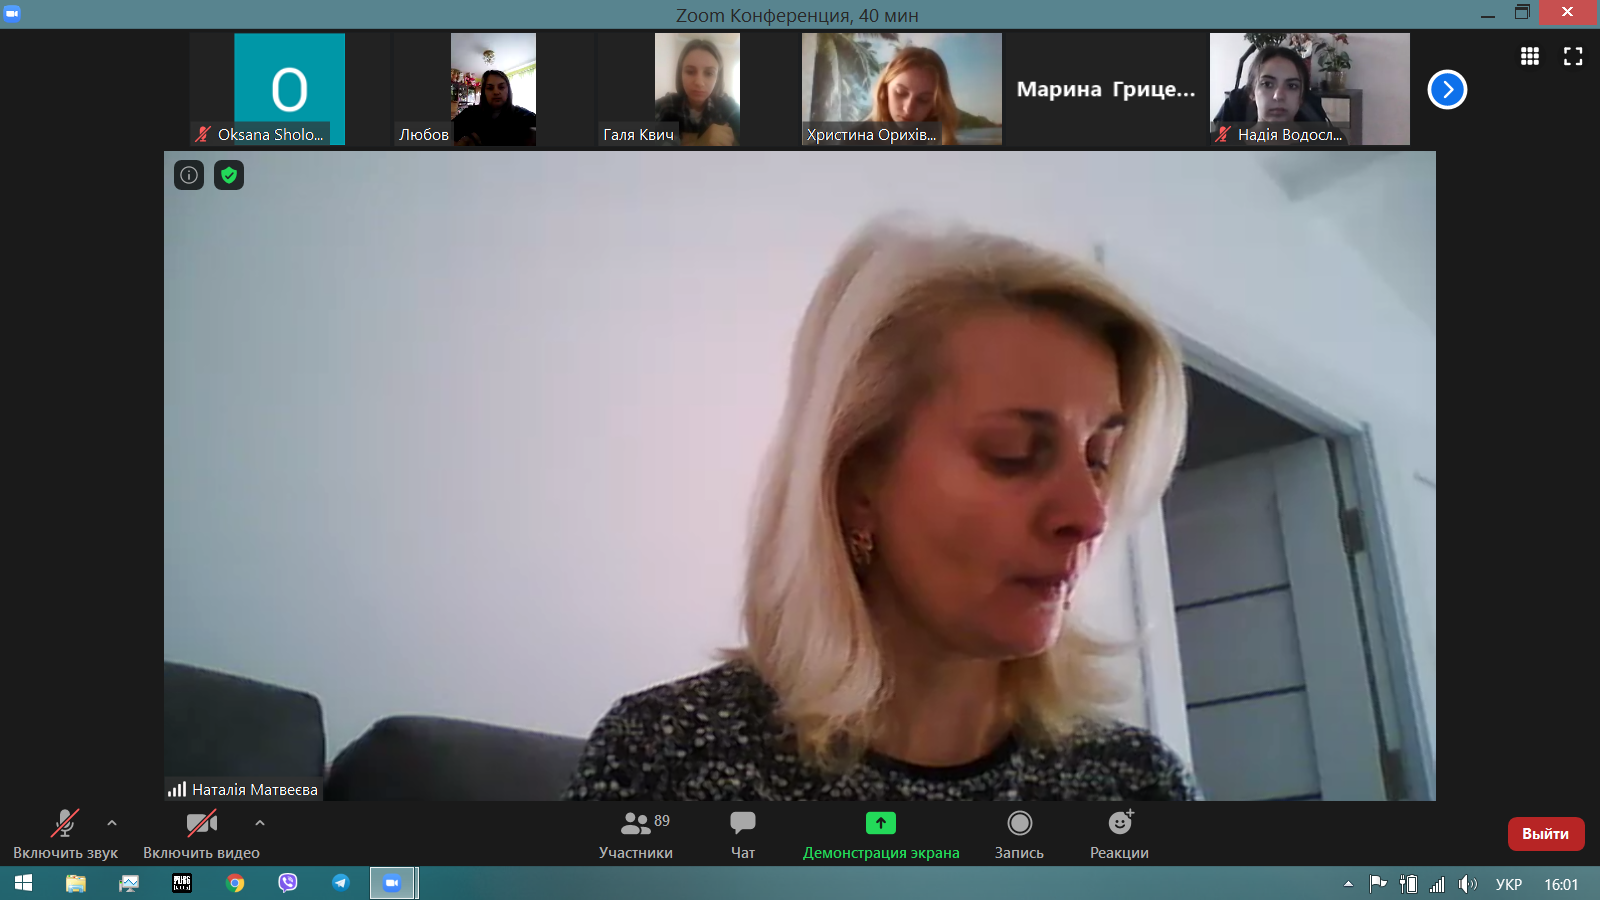 Zoom Конференция, 40 мин
O
Oksana Sholo...
Любов
Галя Квич
Христина Орихів...
Марина Грице...
Надія Водосл...
Наталія Матвеєва
Включить звук
Включить видео
89
Участники
Чат
Демонстрация экрана
Запись
Реакции
Выйти
PUBG
УКР
16:01